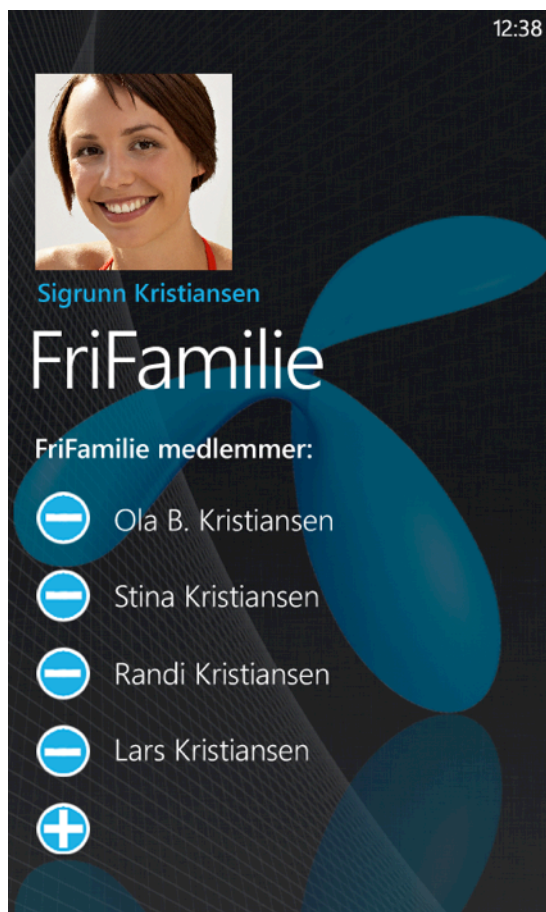 12:38
Sigrunn Kristiansen
FriFamilie
FriFamilie medlemmer:
Ola B. Kristiansen
Stina Kristiansen
Randi Kristiansen
Lars Kristiansen